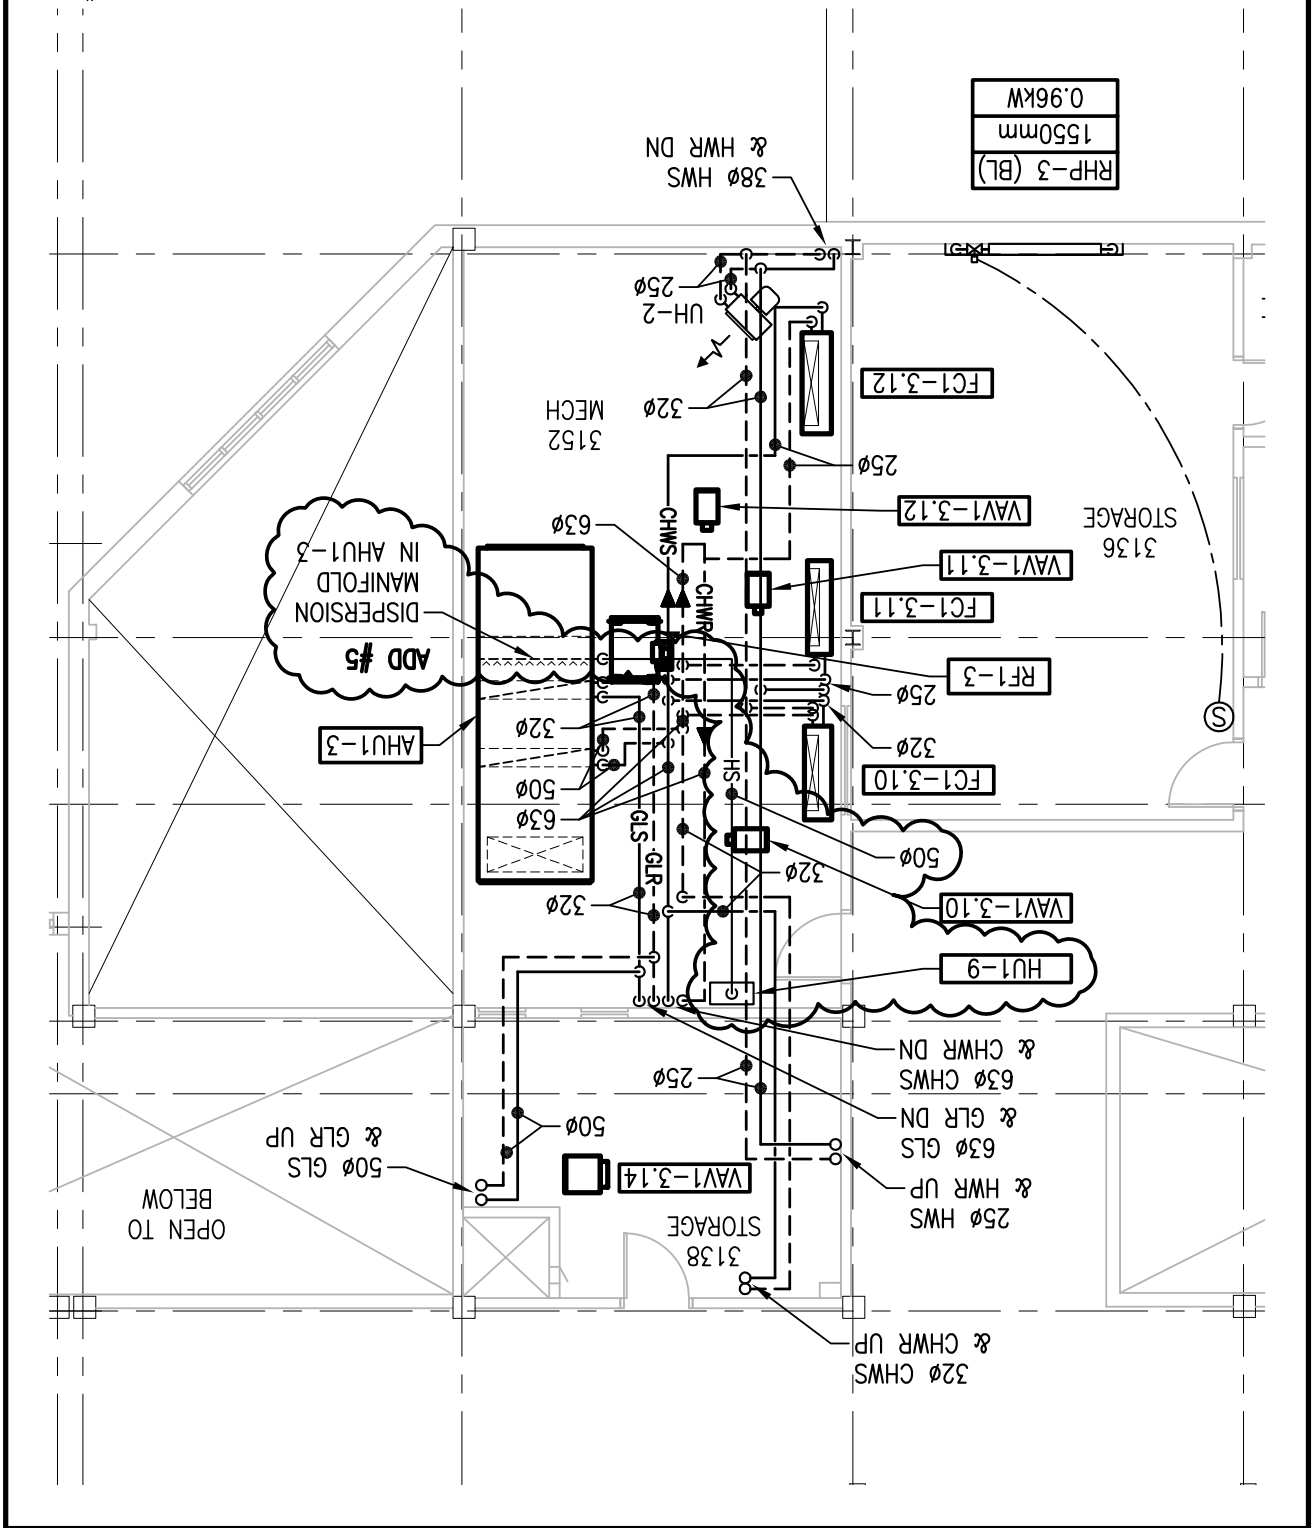 32ø CHWS
& CHWR UP
3138
STORAGE
OPEN TO
BELOW
25ø HWS
& HWR UP
VAV1-3.14
50ø GLS
& GLR UP
50ø
63ø GLS
& GLR DN
25ø
63ø CHWS
& CHWR DN
HU1-9
VAV1-3.10
32ø
50ø
32ø
GLR
GLS
63ø
50ø
HS
FC1-3.10
32ø
32ø
AHU1-3
25ø
RF1-3
ADD #5
DISPERSION
MANIFOLD
IN AHU1-3
FC1-3.11
VAV1-3.11
CHWR
3136
STORAGE
VAV1-3.12
CHWS
63ø
25ø
3152
MECH
32ø
FC1-3.12
UH-2
25ø
S
38ø HWS
& HWR DN
RHP-3 (BL)
1550mm
0.96kW